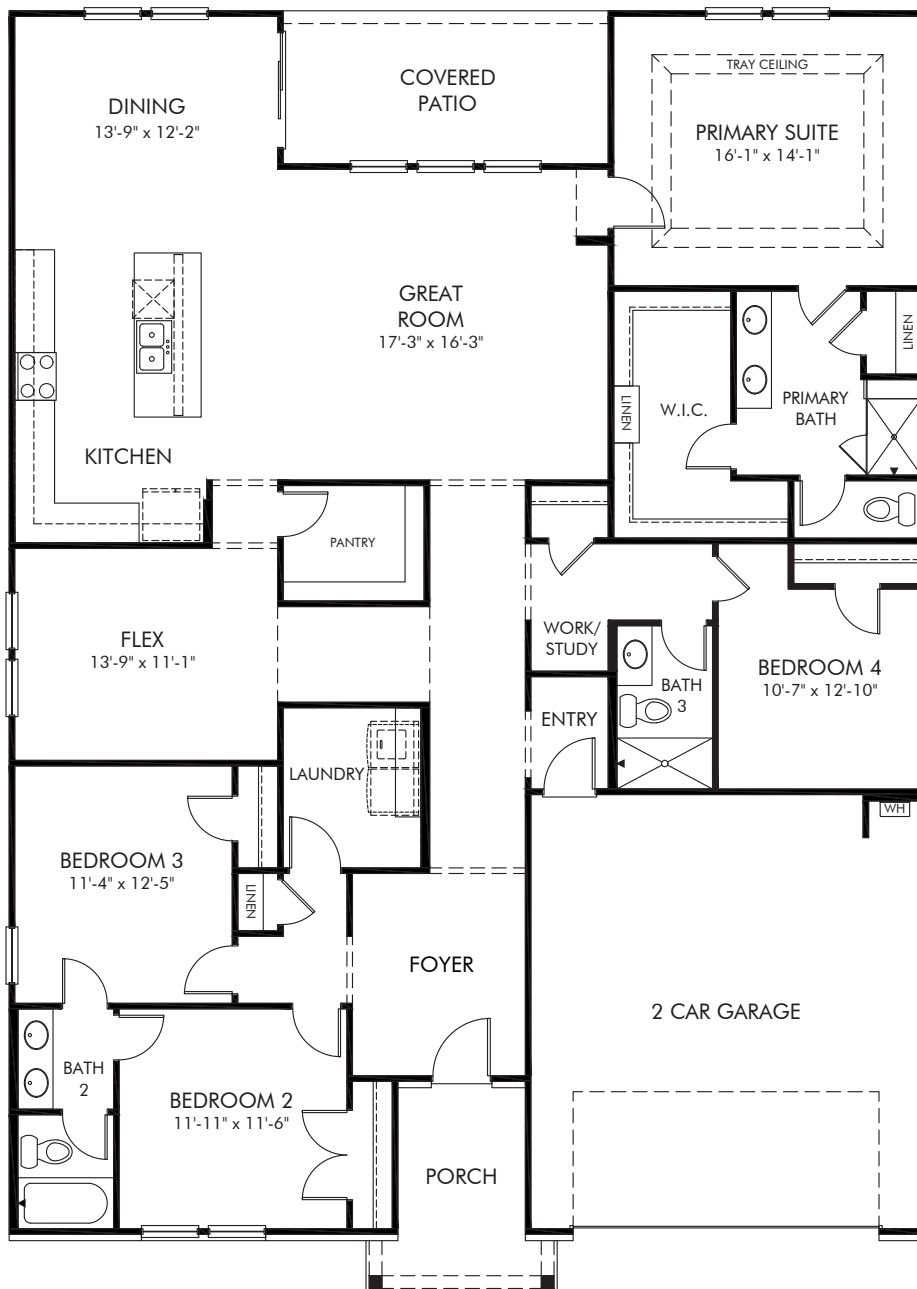 TRAY CEILING
COVERED
PATIO
DINING
13'-9" x 12'-2"
PRIMARY SUITE
16'-1" x 14'-1"
GREAT
ROOM
17'-3" x 16'-3"
LINEN
LINEN
W.I.C.
PRIMARY
BATH
KITCHEN
PANTRY
FLEX
13'-9" x 11'-1"
WORK/
STUDY
BEDROOM 4
10'-7" x 12'-10"
BATH
3
ENTRY
LAUNDRY
WH
BEDROOM 3
11'-4" x 12'-5"
LINEN
FOYER
2 CAR GARAGE
BATH
2
BEDROOM 2
11'-11" x 11'-6"
PORCH